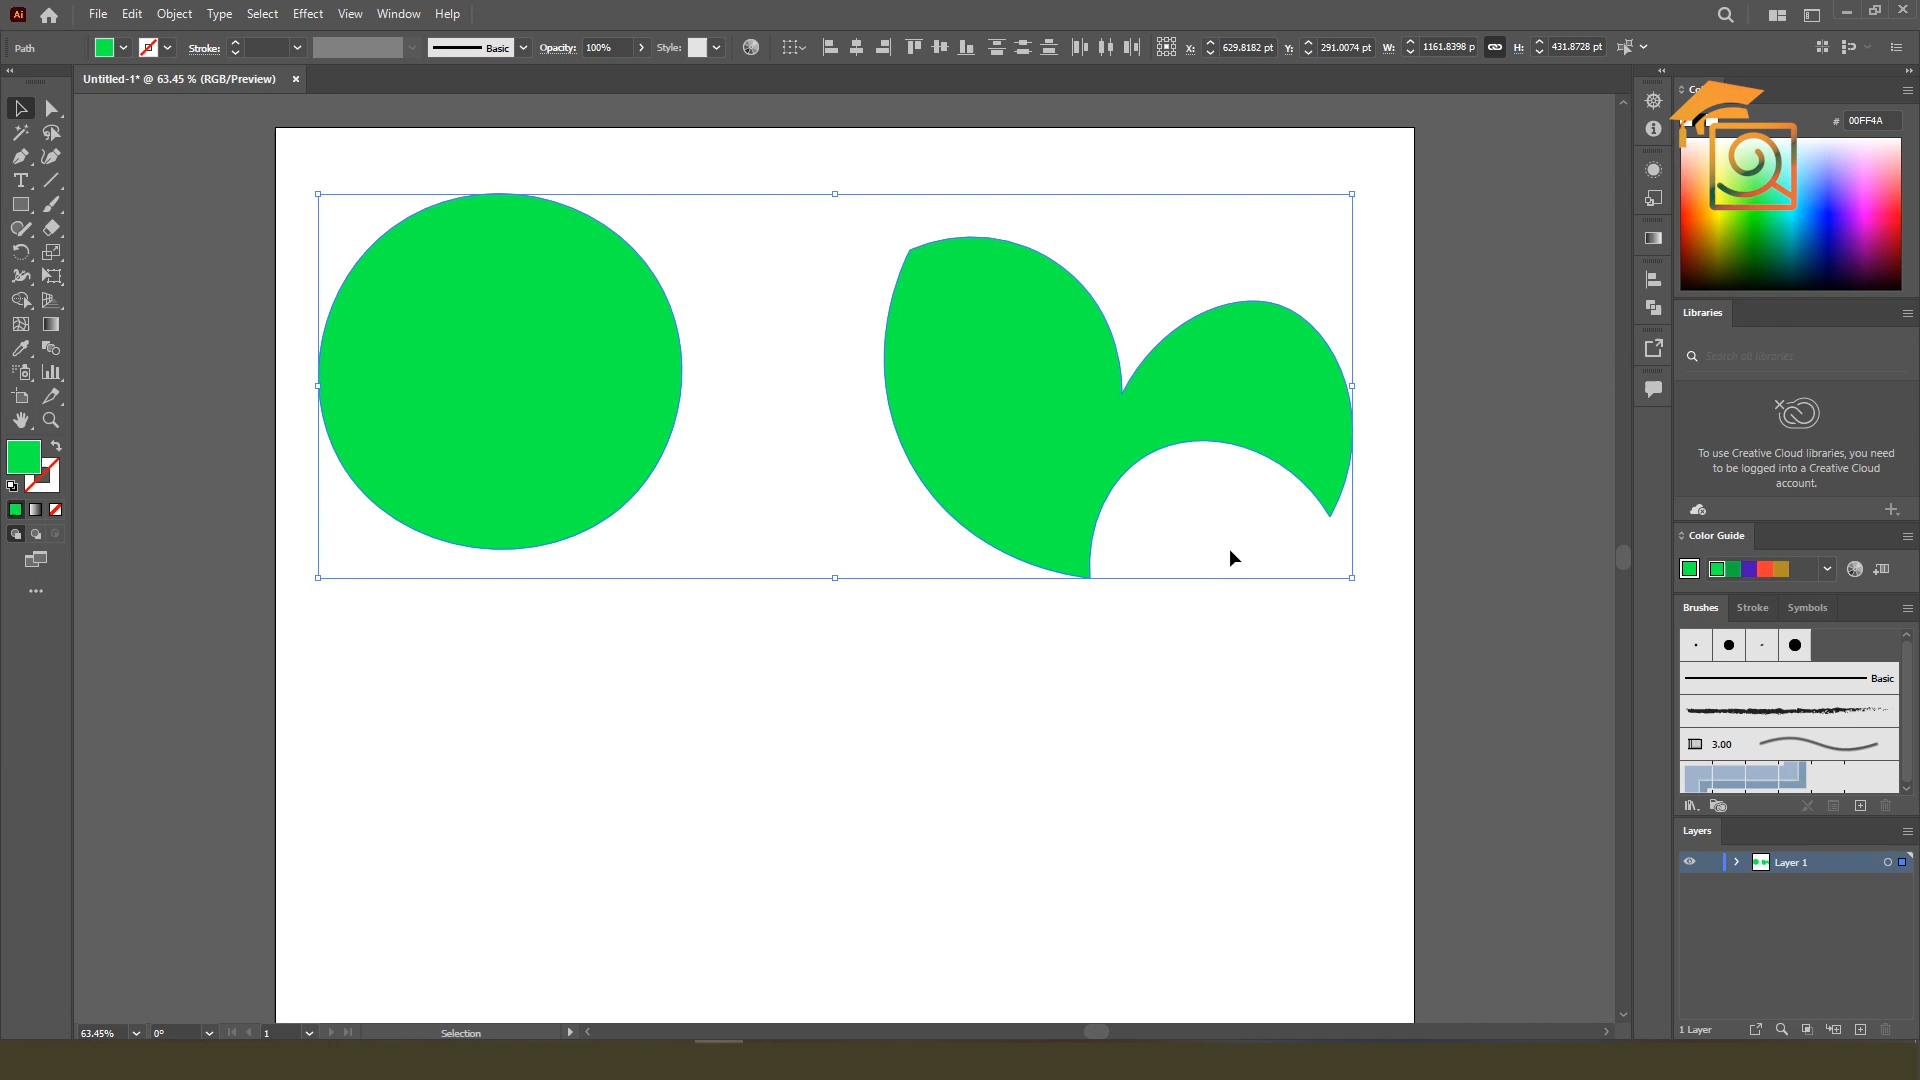 Ai File Edit Object Type Select Effect View Window Help
Path Stroke: Basic Opacity: 100% Style: X: 629.8182 pt Y: 291.0074 pt W: 1161.8398 p H: 431.8728 pt
Untitled-1* @ 63.45 % (RGB/Preview) ×
# 00FF4A
T
Libraries
Search all libraries
To use Creative Cloud libraries, you need
to be logged into a Creative Cloud
account.
Color Guide
Brushes Stroke Symbols
Basic
3.00
Layers
Layer 1
63.45% 0° 1 Selection
1 Layer